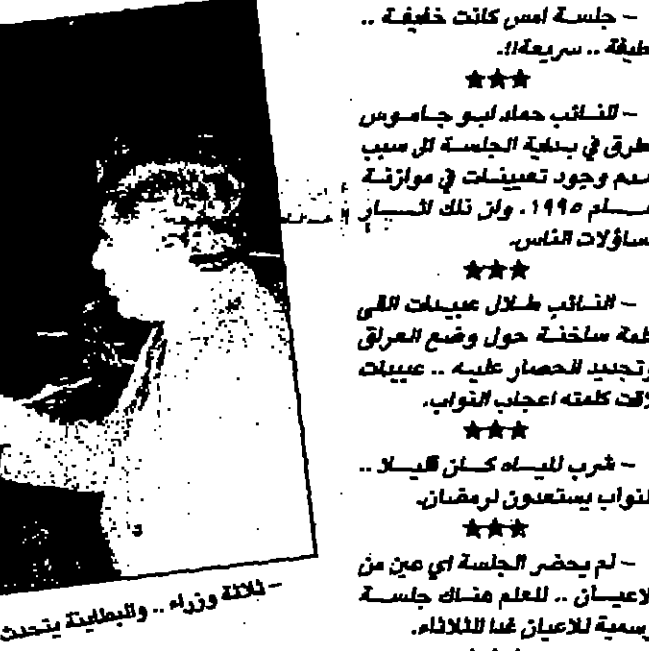 – جلسة امس كانت خفيفة ..
طيفة .. سريعة!!.
★★★
– النائب حماد ابو جاموس
طرق في بداية الجلسة الى سبب
عدم وجود تعيينات في موازنة
عام ١٩٩٥. وان ذلك اثار
ساؤلات الناس.
★★★
– النائب طلال عبيدات القى
كلمة ساخنة حول وضع العراق
وتجديد الحصار عليه .. عبيدات
لاقت كلمته اعجاب النواب.
★★★
– شرب المياه كان قليلا ..
النواب يستعدون لرمضان.
★★★
– لم يحضر الجلسة اي عين من
الاعيان .. للعلم هناك جلسة
رسمية للاعيان غدا الثلاثاء.
– ثلاثة وزراء .. والبطاينة يتحدث